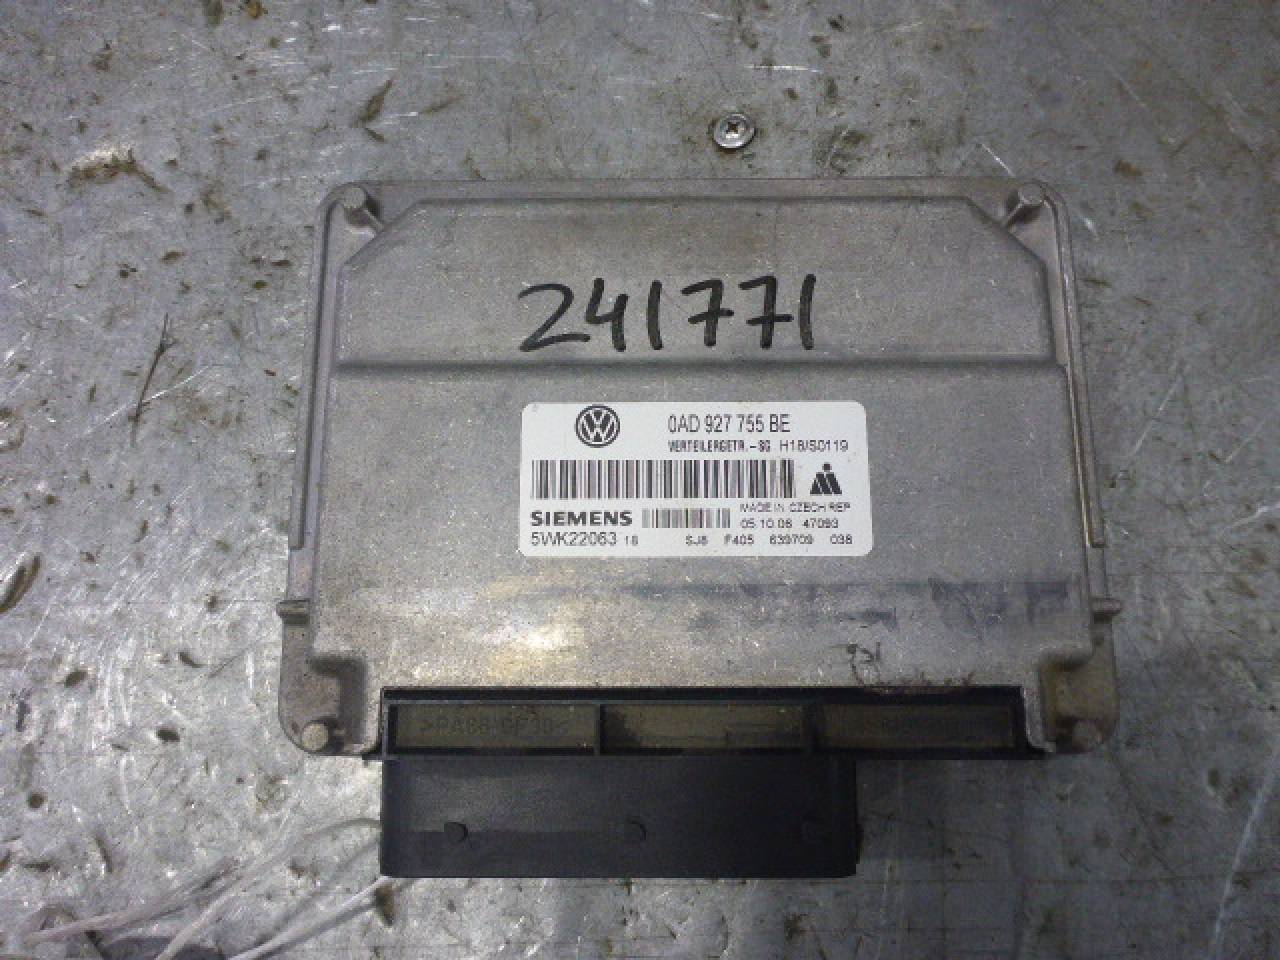 241771
VW
0AD 927 755 BE
VERTEILERGETR.-SG H18/S0119
MADE IN CZECH REP
SIEMENS 05.10.06 47093
5WK22063 18 SJ8 F405 639709 038